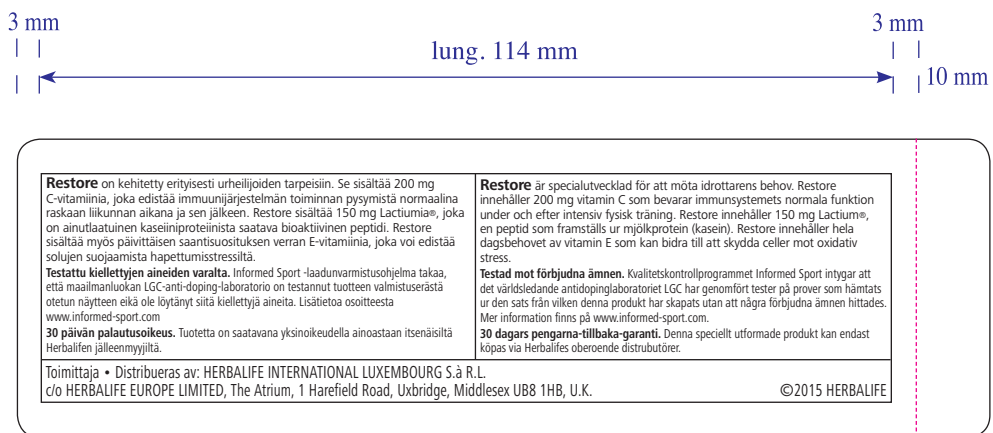 3 mm
3 mm
lung. 114 mm
10 mm
Restore on kehitetty erityisesti urheilijoiden tarpeisiin. Se sisältää 200 mg
C-vitamiinia, joka edistää immuunijärjestelmän toiminnan pysymistä normaalina
raskaan liikunnan aikana ja sen jälkeen. Restore sisältää 150 mg Lactiumia®, joka
on ainutlaatuinen kaseiiniproteiinista saatava bioaktiivinen peptidi. Restore
sisältää myös päivittäisen saantisuosituksen verran E-vitamiinia, joka voi edistää
solujen suojaamista hapettumisstressiltä.
Testattu kiellettyjen aineiden varalta. Informed Sport -laadunvarmistusohjelma takaa,
että maailmanluokan LGC-anti-doping-laboratorio on testannut tuotteen valmistuserästä
otetun näytteen eikä ole löytänyt siitä kiellettyjä aineita. Lisätietoa osoitteesta
www.informed-sport.com
30 päivän palautusoikeus. Tuotetta on saatavana yksinoikeudella ainoastaan itsenäisiltä
Herbalifen jälleenmyyjiltä.
Restore är specialutvecklad för att möta idrottarens behov. Restore
innehåller 200 mg vitamin C som bevarar immunsystemets normala funktion
under och efter intensiv fysisk träning. Restore innehåller 150 mg Lactium®,
en peptid som framställs ur mjölkprotein (kasein). Restore innehåller hela
dagsbehovet av vitamin E som kan bidra till att skydda celler mot oxidativ
stress.
Testad mot förbjudna ämnen. Kvalitetskontrollprogrammet Informed Sport intygar att
det världsledande antidopinglaboratoriet LGC har genomfört tester på prover som hämtats
ur den sats från vilken denna produkt har skapats utan att några förbjudna ämnen hittades.
Mer information finns på www.informed-sport.com.
30 dagars pengarna-tillbaka-garanti. Denna speciellt utformade produkt kan endast
köpas via Herbalifes oberoende distrubutörer.
Toimittaja • Distribueras av: HERBALIFE INTERNATIONAL LUXEMBOURG S.à R.L.
c/o HERBALIFE EUROPE LIMITED, The Atrium, 1 Harefield Road, Uxbridge, Middlesex UB8 1HB, U.K.
©2015 HERBALIFE